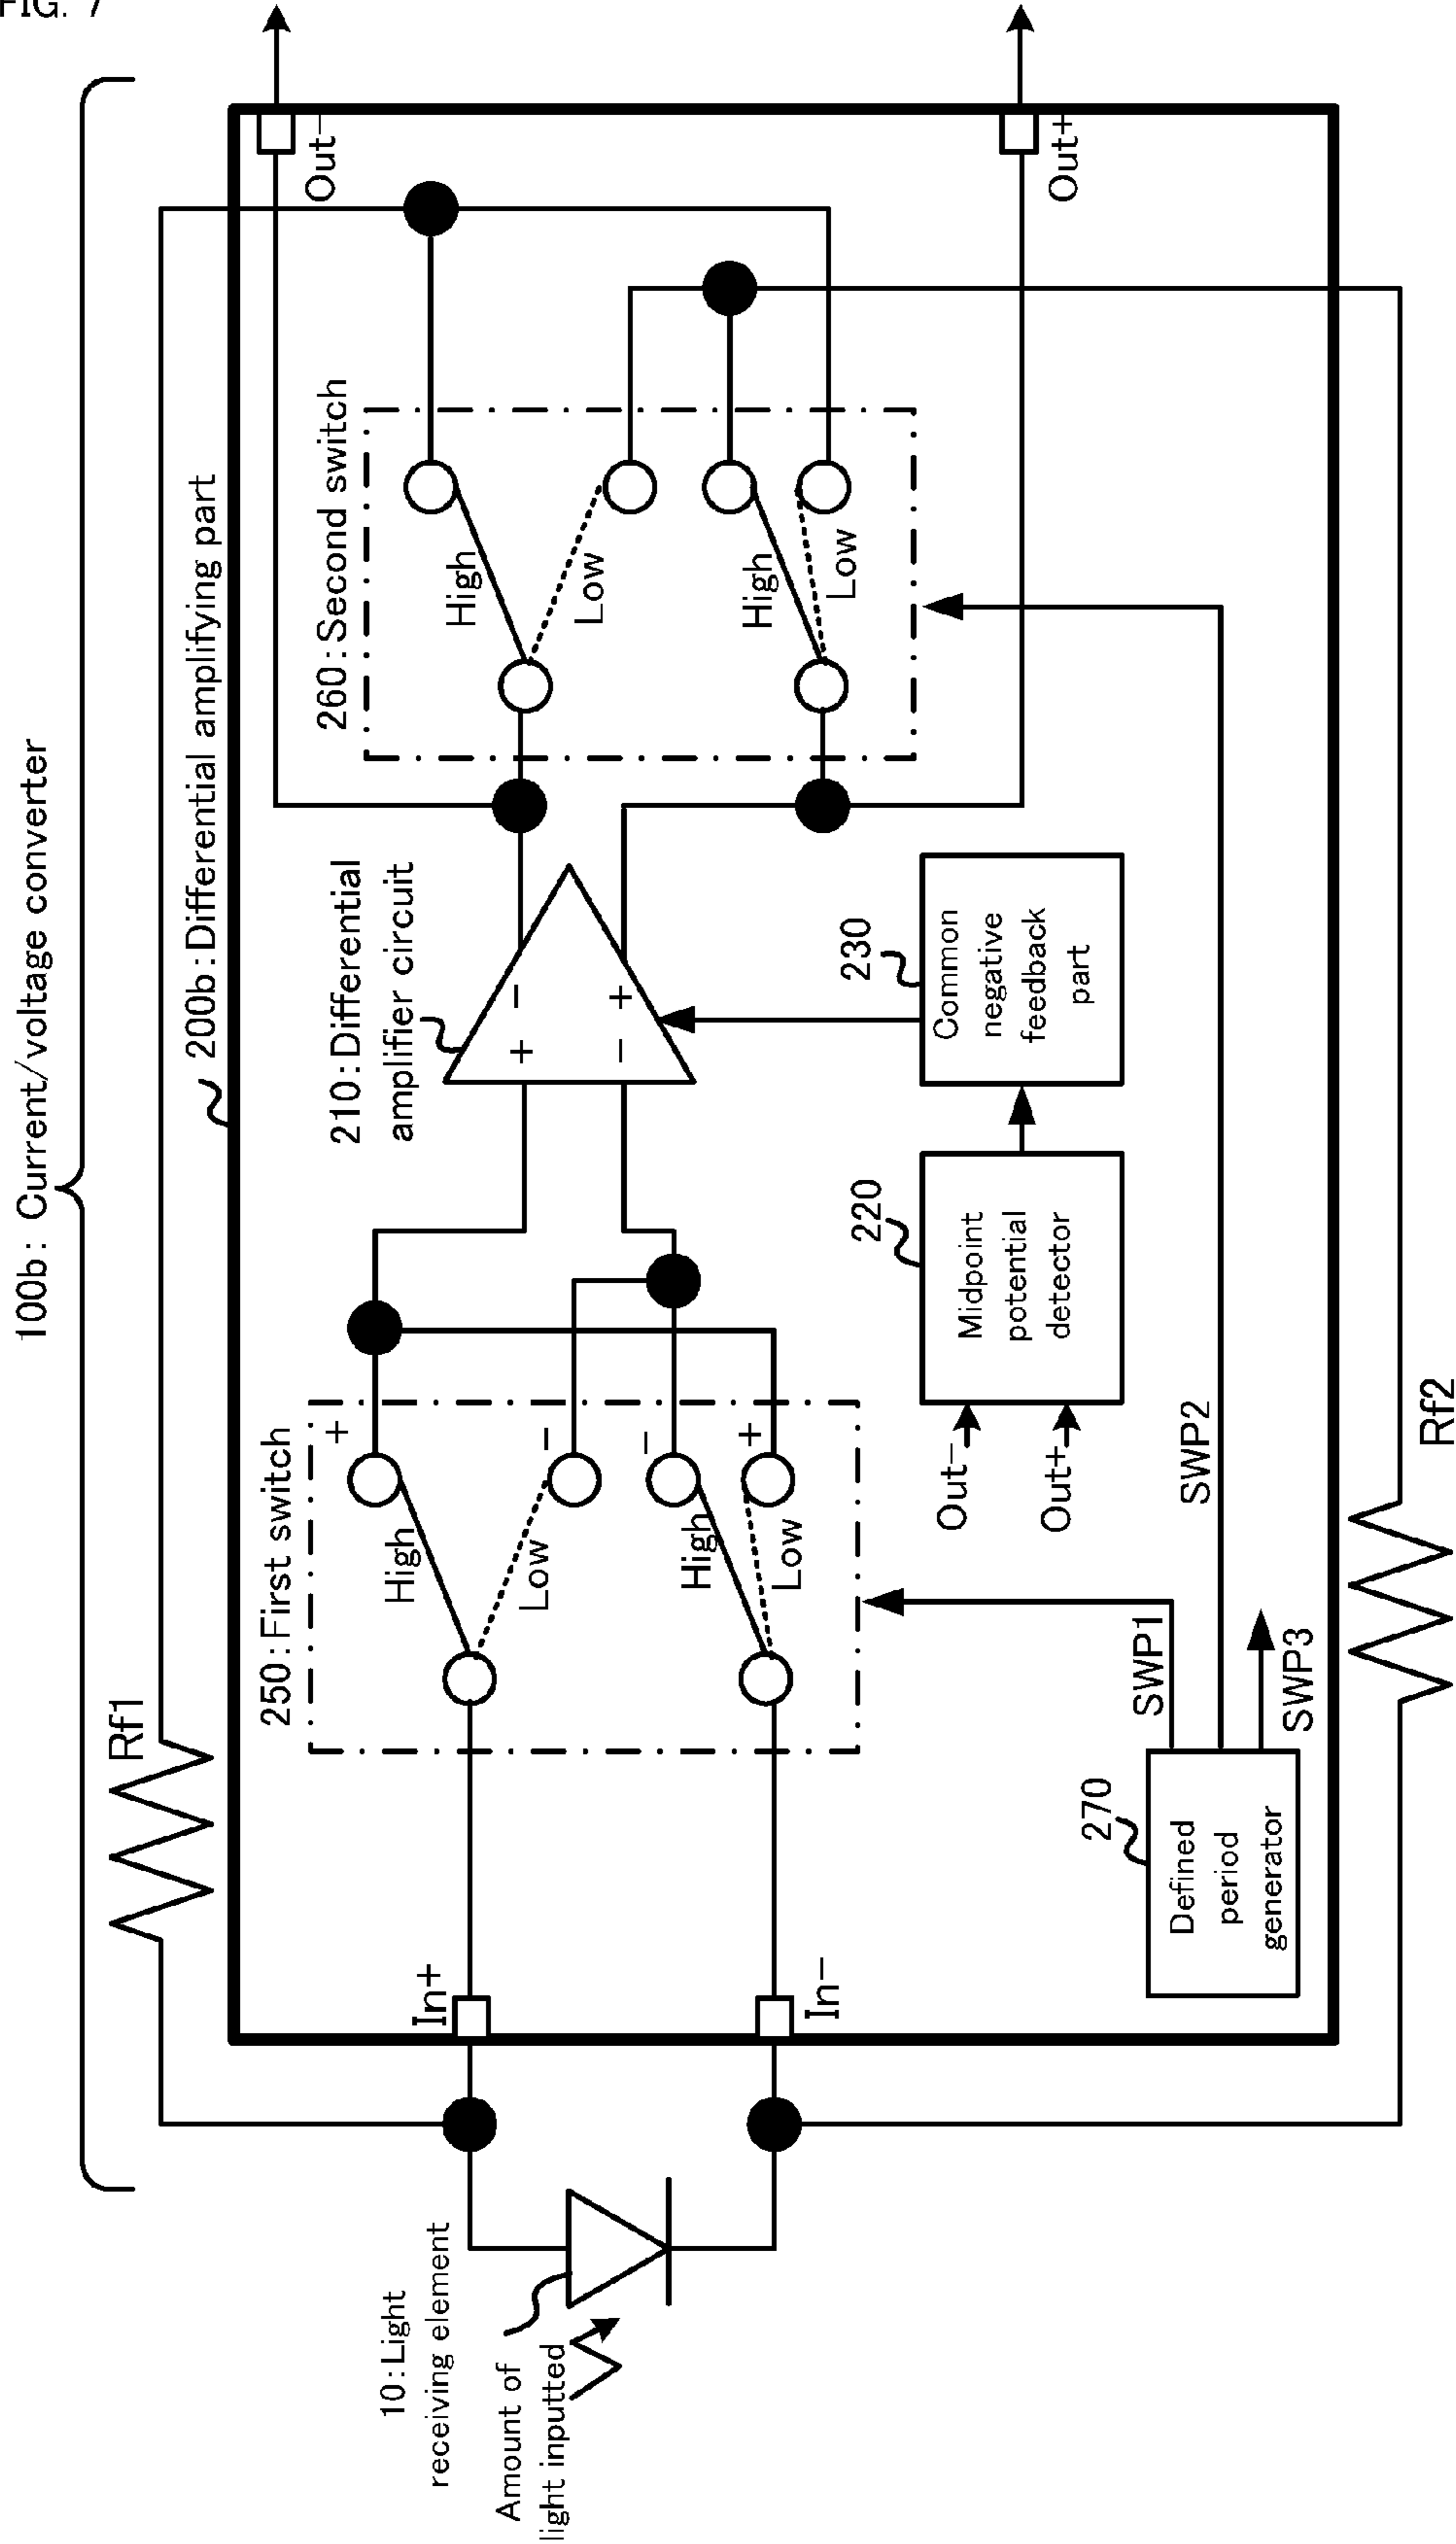 FIG. 7
100b: Current/voltage converter
Rf1
200b:Differential amplifying part
10:Light
receiving element
Amount of
light inputted
In+
In−
250:First switch
High
+
Low
−
High
−
Low
+
210:Differential
amplifier circuit
+
−
−
+
260:Second switch
High
Low
High
Low
Out−
Out+
220
Midpoint
potential
detector
Out−
Out+
230
Common
negative
feedback
part
270
Defined
period
generator
SWP1
SWP2
SWP3
Rf2